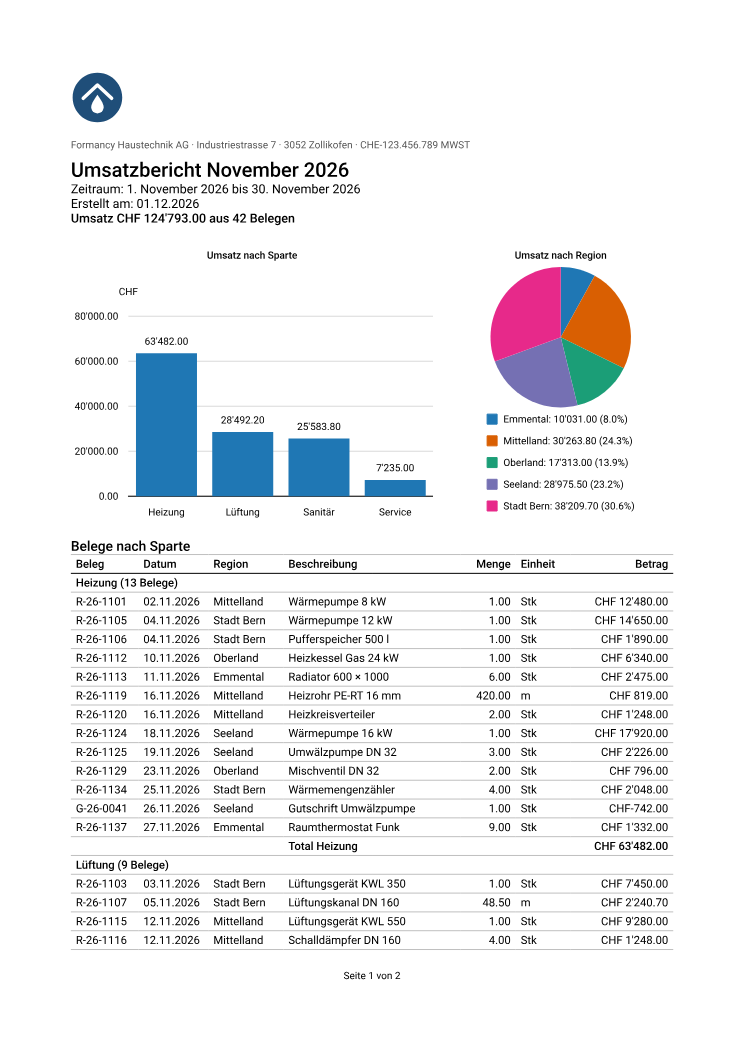 Formancy Haustechnik AG · Industriestrasse 7 · 3052 Zollikofen · CHE-123.456.789 MWST
Umsatzbericht November 2026
Zeitraum: 1. November 2026 bis 30. November 2026
Erstellt am: 01.12.2026
Umsatz CHF 124'793.00 aus 42 Belegen
Umsatz nach Sparte
CHF
80'000.00
60'000.00
40'000.00
20'000.00
0.00
63'482.00
28'492.20
25'583.80
7'235.00
Heizung Lüftung Sanitär Service
Umsatz nach Region
Emmental: 10'031.00 (8.0%)
Mittelland: 30'263.80 (24.3%)
Oberland: 17'313.00 (13.9%)
Seeland: 28'975.50 (23.2%)
Stadt Bern: 38'209.70 (30.6%)
Belege nach Sparte
Beleg Datum Region Beschreibung Menge Einheit Betrag
Heizung (13 Belege)
R-26-1101 02.11.2026 Mittelland Wärmepumpe 8 kW 1.00 Stk CHF 12'480.00
R-26-1105 04.11.2026 Stadt Bern Wärmepumpe 12 kW 1.00 Stk CHF 14'650.00
R-26-1106 04.11.2026 Stadt Bern Pufferspeicher 500 l 1.00 Stk CHF 1'890.00
R-26-1112 10.11.2026 Oberland Heizkessel Gas 24 kW 1.00 Stk CHF 6'340.00
R-26-1113 11.11.2026 Emmental Radiator 600 × 1000 6.00 Stk CHF 2'475.00
R-26-1119 16.11.2026 Mittelland Heizrohr PE-RT 16 mm 420.00 m CHF 819.00
R-26-1120 16.11.2026 Mittelland Heizkreisverteiler 2.00 Stk CHF 1'248.00
R-26-1124 18.11.2026 Seeland Wärmepumpe 16 kW 1.00 Stk CHF 17'920.00
R-26-1125 19.11.2026 Seeland Umwälzpumpe DN 32 3.00 Stk CHF 2'226.00
R-26-1129 23.11.2026 Oberland Mischventil DN 32 2.00 Stk CHF 796.00
R-26-1134 25.11.2026 Stadt Bern Wärmemengenzähler 4.00 Stk CHF 2'048.00
G-26-0041 26.11.2026 Seeland Gutschrift Umwälzpumpe 1.00 Stk CHF-742.00
R-26-1137 27.11.2026 Emmental Raumthermostat Funk 9.00 Stk CHF 1'332.00
Total Heizung CHF 63'482.00
Lüftung (9 Belege)
R-26-1103 03.11.2026 Stadt Bern Lüftungsgerät KWL 350 1.00 Stk CHF 7'450.00
R-26-1107 05.11.2026 Stadt Bern Lüftungskanal DN 160 48.50 m CHF 2'240.70
R-26-1115 12.11.2026 Mittelland Lüftungsgerät KWL 550 1.00 Stk CHF 9'280.00
R-26-1116 12.11.2026 Mittelland Schalldämpfer DN 160 4.00 Stk CHF 1'248.00
Seite 1 von 2